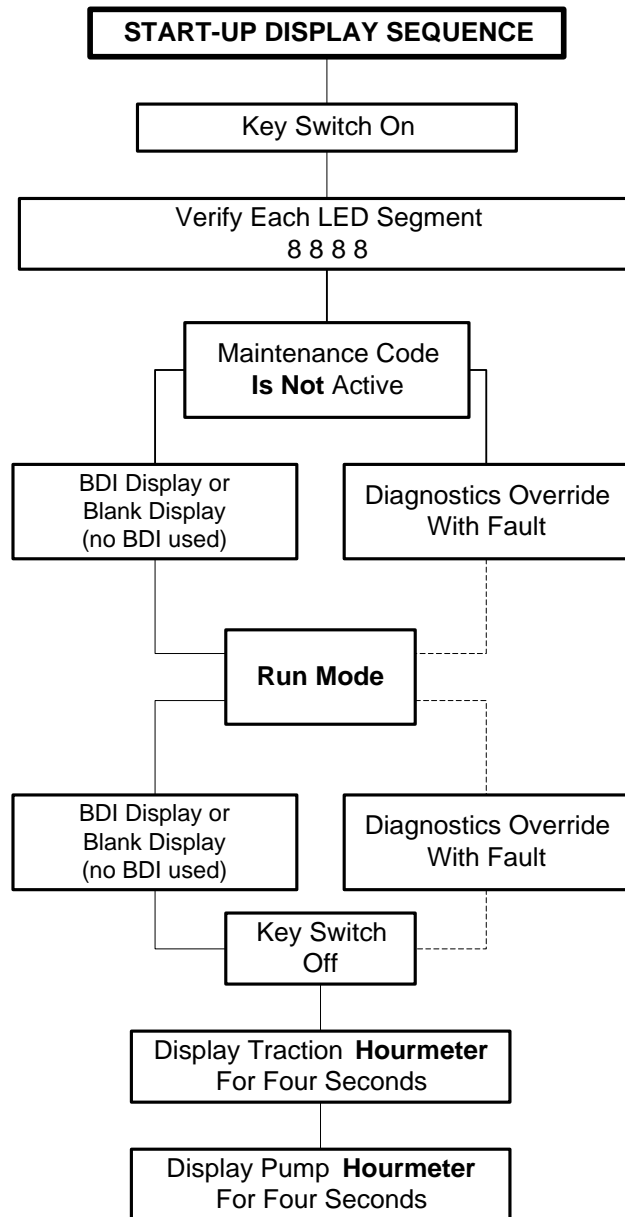 START-UP DISPLAY SEQUENCE
Key Switch On
Verify Each LED Segment
8 8 8 8
Maintenance Code
Is Not Active
BDI Display or
Blank Display
(no BDI used)
Diagnostics Override
With Fault
Run Mode
BDI Display or
Blank Display
(no BDI used)
Diagnostics Override
With Fault
Key Switch
Off
Display Traction Hourmeter
For Four Seconds
Display Pump Hourmeter
For Four Seconds